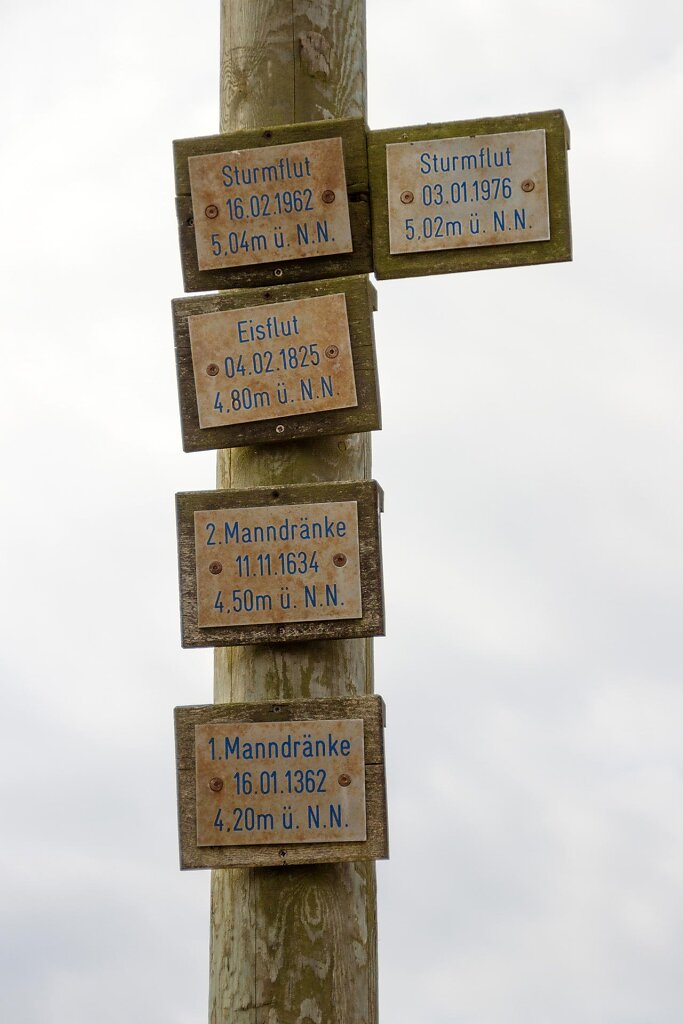 Sturmflut
16.02.1962
5,04m ü. N.N.
Sturmflut
03.01.1976
5,02m ü. N.N.
Eisflut
04.02.1825
4,80m ü. N.N.
2.Manndränke
11.11.1634
4,50m ü. N.N.
1.Manndränke
16.01.1362
4,20m ü. N.N.